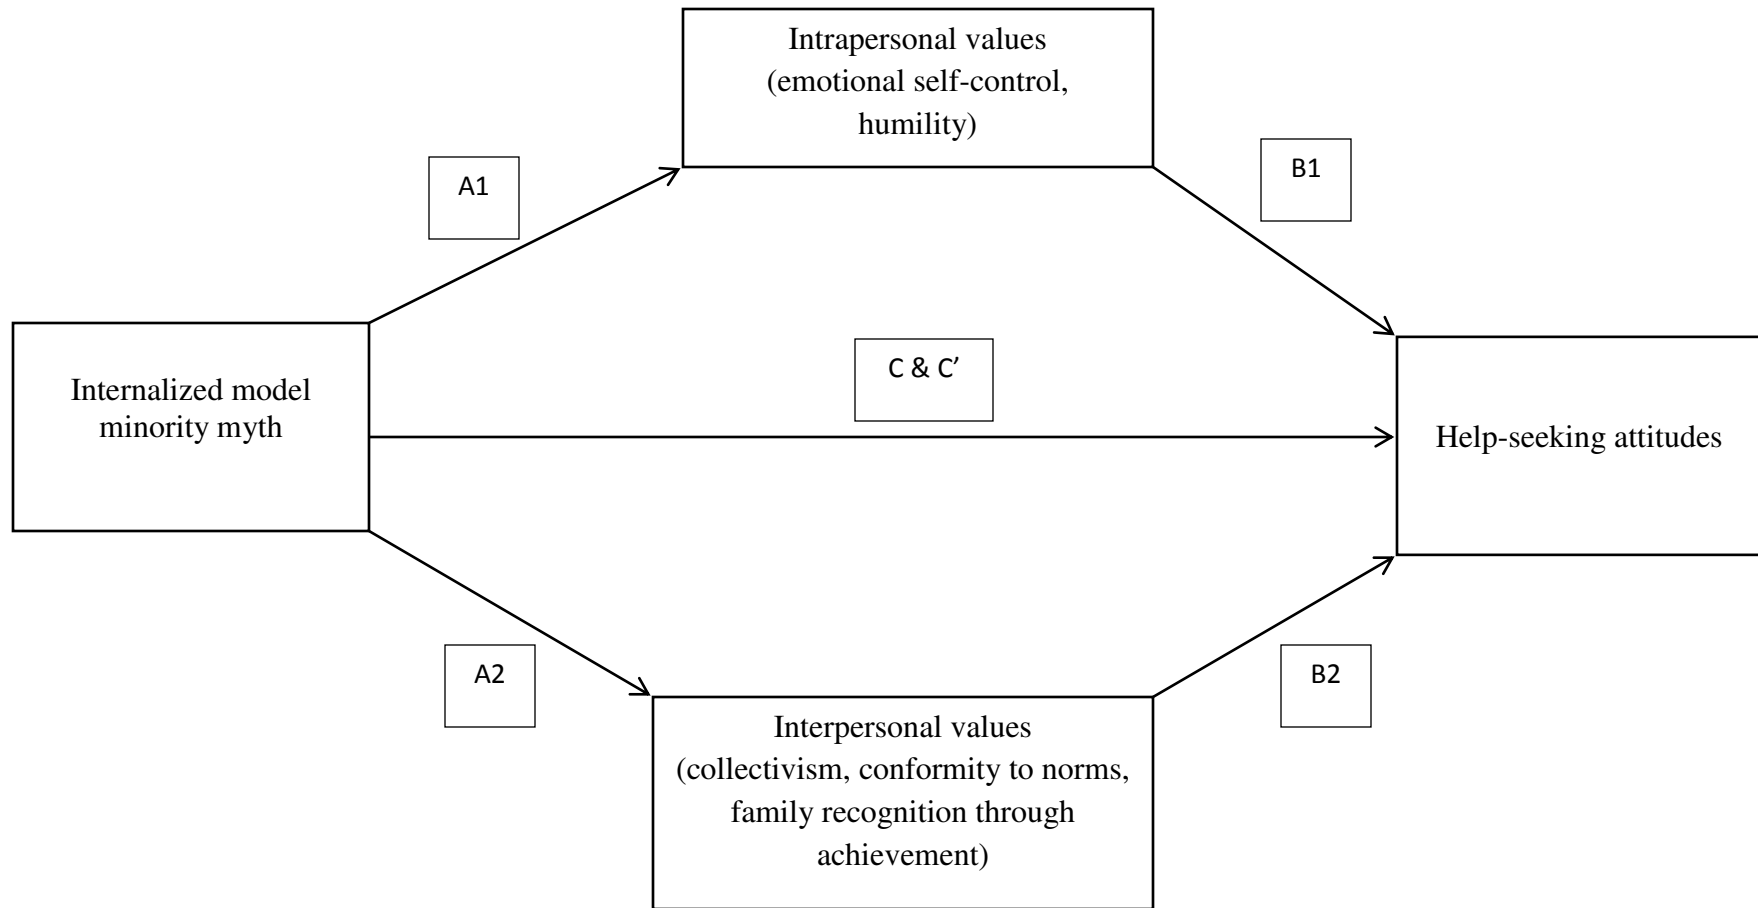 Intrapersonal values
(emotional self-control,
humility)
A1
B1
C & C’
Internalized model
minority myth
Help-seeking attitudes
A2
B2
Interpersonal values
(collectivism, conformity to norms,
family recognition through
achievement)